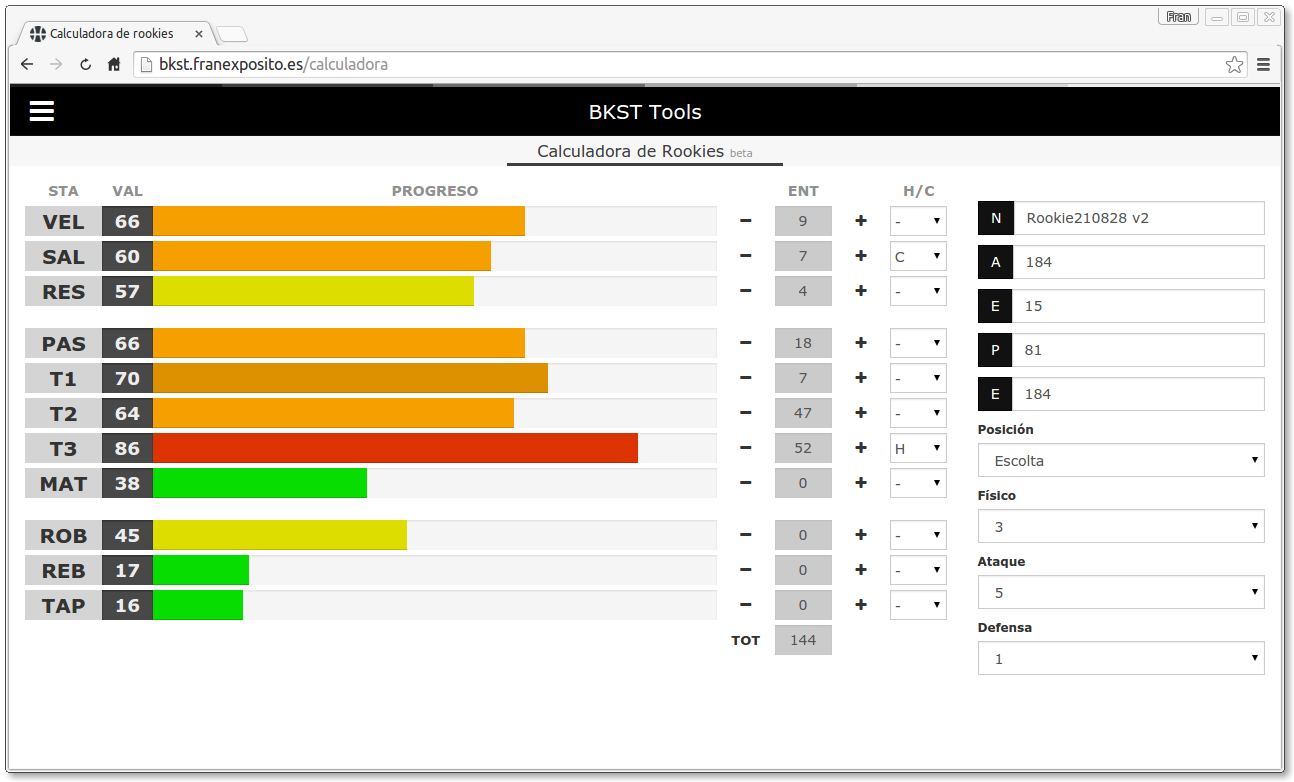 Fran
Calculadora de rookies
bkst.franexposito.es/calculadora
BKST Tools
Calculadora de Rookies beta
STA VAL PROGRESO ENT H/C
VEL 66 9 -
SAL 60 7 C
RES 57 4 -
PAS 66 18 -
T1 70 7 -
T2 64 47 -
T3 86 52 H
MAT 38 0 -
ROB 45 0 -
REB 17 0 -
TAP 16 0 -
TOT 144
N Rookie210828 v2
A 184
E 15
P 81
E 184
Posición
Escolta
Físico
3
Ataque
5
Defensa
1